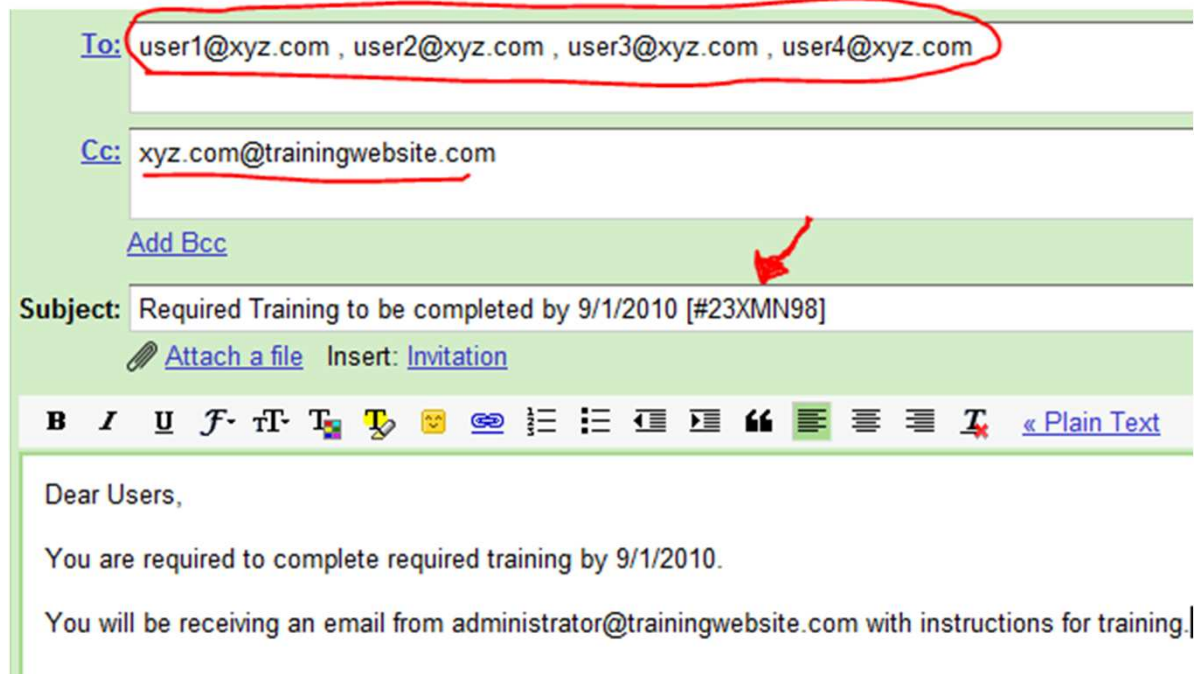 To: user1@xyz.com , user2@xyz.com , user3@xyz.com , user4@xyz.com
Cc: xyz.com@trainingwebsite.com
Add Bcc
Subject: Required Training to be completed by 9/1/2010 [#23XMN98]
Attach a file Insert: Invitation
B I U F TT T T « Plain Text
Dear Users,
You are required to complete required training by 9/1/2010.
You will be receiving an email from administrator@trainingwebsite.com with instructions for training.